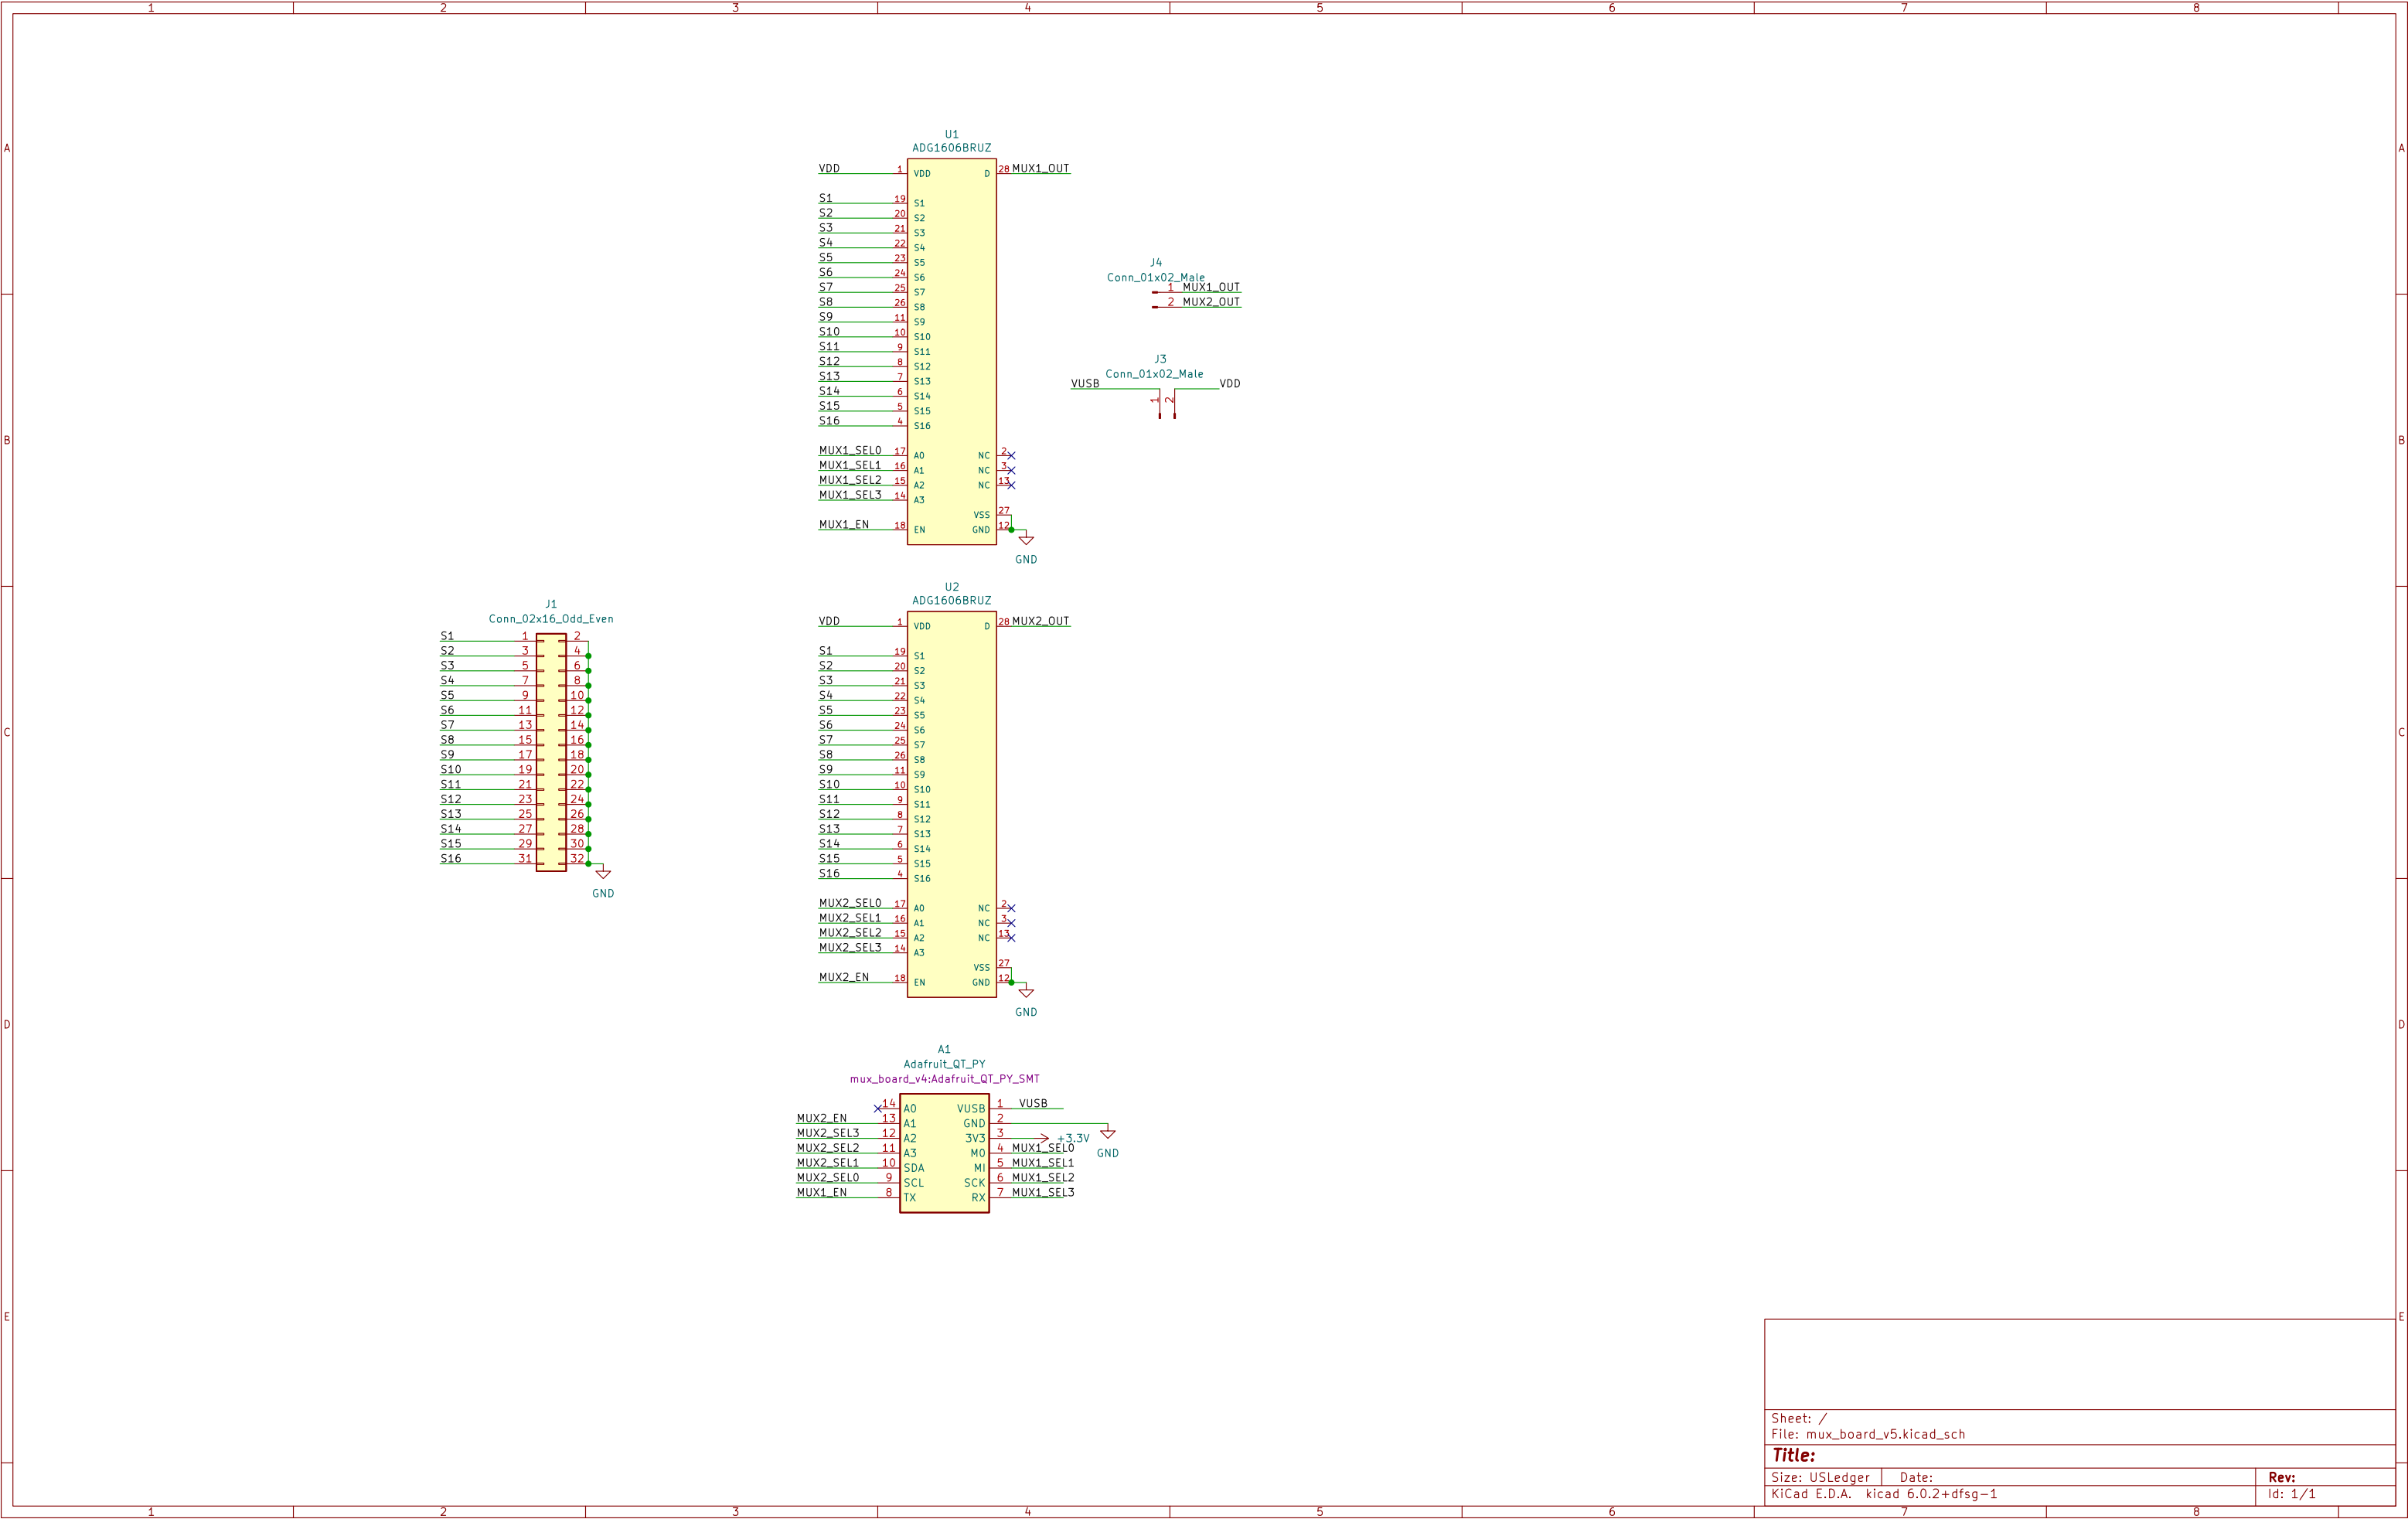 1 2 3 4 5 6 7 8
A A
B B
C C
D D
E E
U1
ADG1606BRUZ
VDD 1 VDD D 28 MUX1_OUT
S1 19 S1
S2 20 S2
S3 21 S3
S4 22 S4
S5 23 S5
S6 24 S6
S7 25 S7
S8 26 S8
S9 11 S9
S10 10 S10
S11 9 S11
S12 8 S12
S13 7 S13
S14 6 S14
S15 5 S15
S16 4 S16
MUX1_SEL0 17 A0 NC 2
MUX1_SEL1 16 A1 NC 3
MUX1_SEL2 15 A2 NC 13
MUX1_SEL3 14 A3
VSS 27
MUX1_EN 18 EN GND 12
GND
J4
Conn_01x02_Male
1 MUX1_OUT
2 MUX2_OUT
J3
Conn_01x02_Male
VUSB VDD
1 2
J1
Conn_02x16_Odd_Even
S1 1 2
S2 3 4
S3 5 6
S4 7 8
S5 9 10
S6 11 12
S7 13 14
S8 15 16
S9 17 18
S10 19 20
S11 21 22
S12 23 24
S13 25 26
S14 27 28
S15 29 30
S16 31 32
GND
U2
ADG1606BRUZ
VDD 1 VDD D 28 MUX2_OUT
S1 19 S1
S2 20 S2
S3 21 S3
S4 22 S4
S5 23 S5
S6 24 S6
S7 25 S7
S8 26 S8
S9 11 S9
S10 10 S10
S11 9 S11
S12 8 S12
S13 7 S13
S14 6 S14
S15 5 S15
S16 4 S16
MUX2_SEL0 17 A0 NC 2
MUX2_SEL1 16 A1 NC 3
MUX2_SEL2 15 A2 NC 13
MUX2_SEL3 14 A3
VSS 27
MUX2_EN 18 EN GND 12
GND
A1
Adafruit_QT_PY
mux_board_v4:Adafruit_QT_PY_SMT
14 A0 VUSB 1 VUSB
MUX2_EN 13 A1 GND 2
MUX2_SEL3 12 A2 3V3 3 +3.3V
MUX2_SEL2 11 A3 MO 4 MUX1_SEL0
GND
MUX2_SEL1 10 SDA MI 5 MUX1_SEL1
MUX2_SEL0 9 SCL SCK 6 MUX1_SEL2
MUX1_EN 8 TX RX 7 MUX1_SEL3
Sheet: /
File: mux_board_v5.kicad_sch
Title:
Size: USLedger Date: Rev:
KiCad E.D.A. kicad 6.0.2+dfsg-1 Id: 1/1
1 2 3 4 5 6 7 8